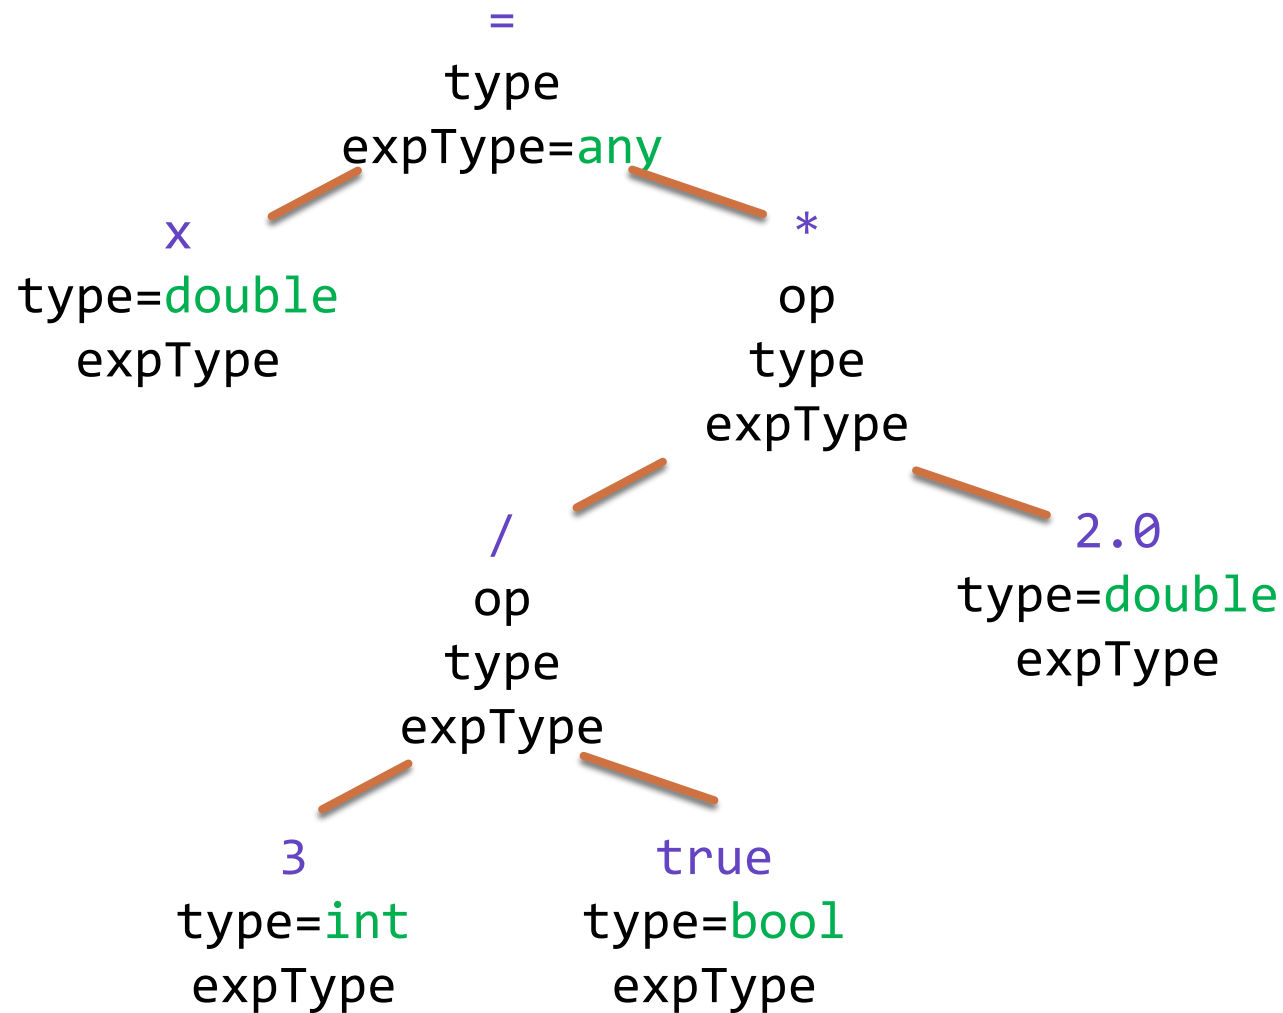 =
type
expType=any
x
type=double
expType
*
op
type
expType
/
op
type
expType
2.0
type=double
expType
3
type=int
expType
true
type=bool
expType